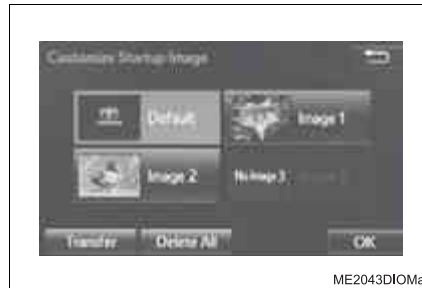 Customize Startup Image
Default
Image 1
Image 2
No image 3
Transfer
Delete All
OK
ME2043DIOMa